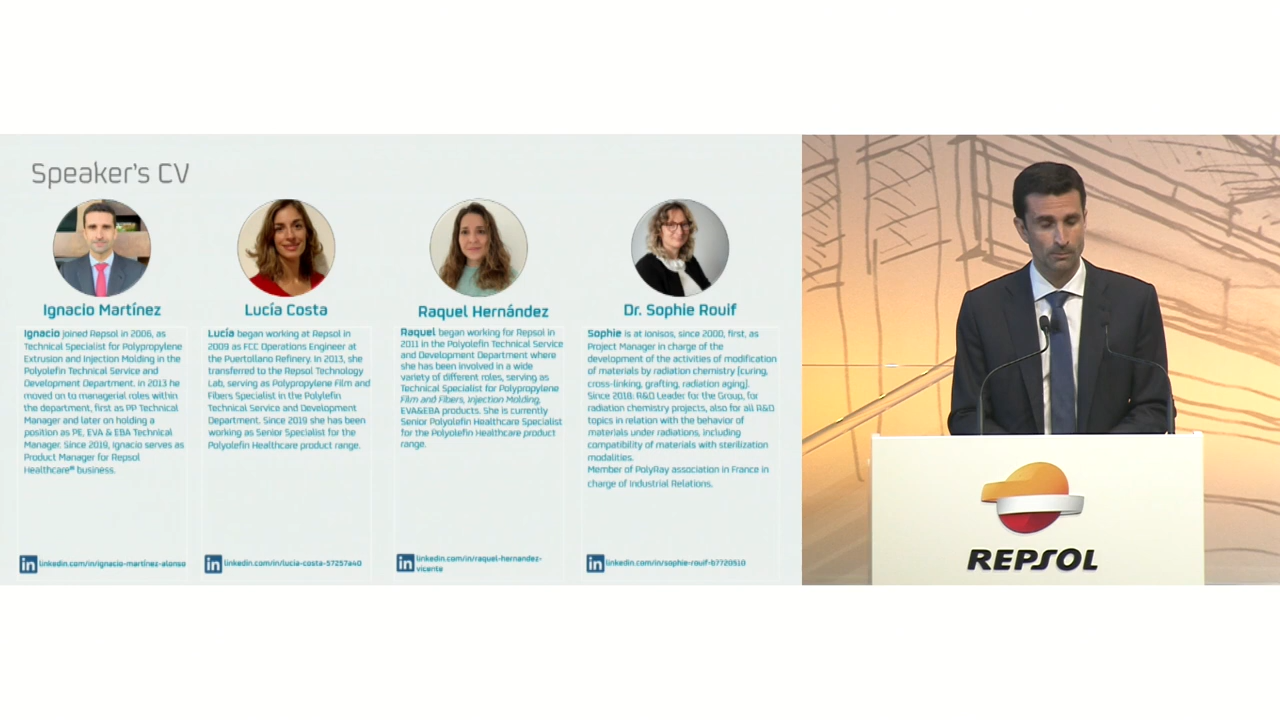 Speaker's CV
Ignacio Martínez
Ignacio joined Repsol in 2006, as
Technical Specialist for Polypropylene
Extrusion and Injection Molding in the
Polyolefin Technical Service and
Development Department. In 2013 he
moved on to managerial roles within
the department, first as PP Technical
Manager and later on holding a
position as PE, EVA & EBA Technical
Manager. Since 2019, Ignacio serves as
Product Manager for Repsol
Healthcare® business.
linkedin.com/in/ignacio-martínez-alonso
Lucía Costa
Lucía began working at Repsol in
2009 as FCC Operations Engineer at
the Puertollano Refinery. In 2013, she
transferred to the Repsol Technology
Lab, serving as Polypropylene Film and
Fibers Specialist in the Polylefin
Technical Service and Development
Department. Since 2019 she has been
working as Senior Specialist for the
Polyolefin Healthcare product range.
linkedin.com/in/lucía-costa-57257a40
Raquel Hernández
Raquel began working for Repsol in
2011 in the Polyolefin Technical Service
and Development Department where
she has been involved in a wide
variety of different roles, serving as
Technical Specialist for Polypropylene
Film and Fibers, Injection Molding,
EVA&EBA products. She is currently
Senior Polyolefin Healthcare Specialist
for the Polyolefin Healthcare product
range.
linkedin.com/in/raquel-hernandez-
vicente
Dr. Sophie Rouif
Sophie is at Ionisos, since 2000, first, as
Project Manager in charge of the
development of the activities of modification
of materials by radiation chemistry (curing,
cross-linking, grafting, radiation aging).
Since 2018: R&D Leader for the Group, for
radiation chemistry projects, also for all R&D
topics in relation with the behavior of
materials under radiations, including
compatibility of materials with sterilization
modalities.
Member of PolyRay association in France in
charge of Industrial Relations.
linkedin.com/in/sophie-rouif-b7720510
REPSOL